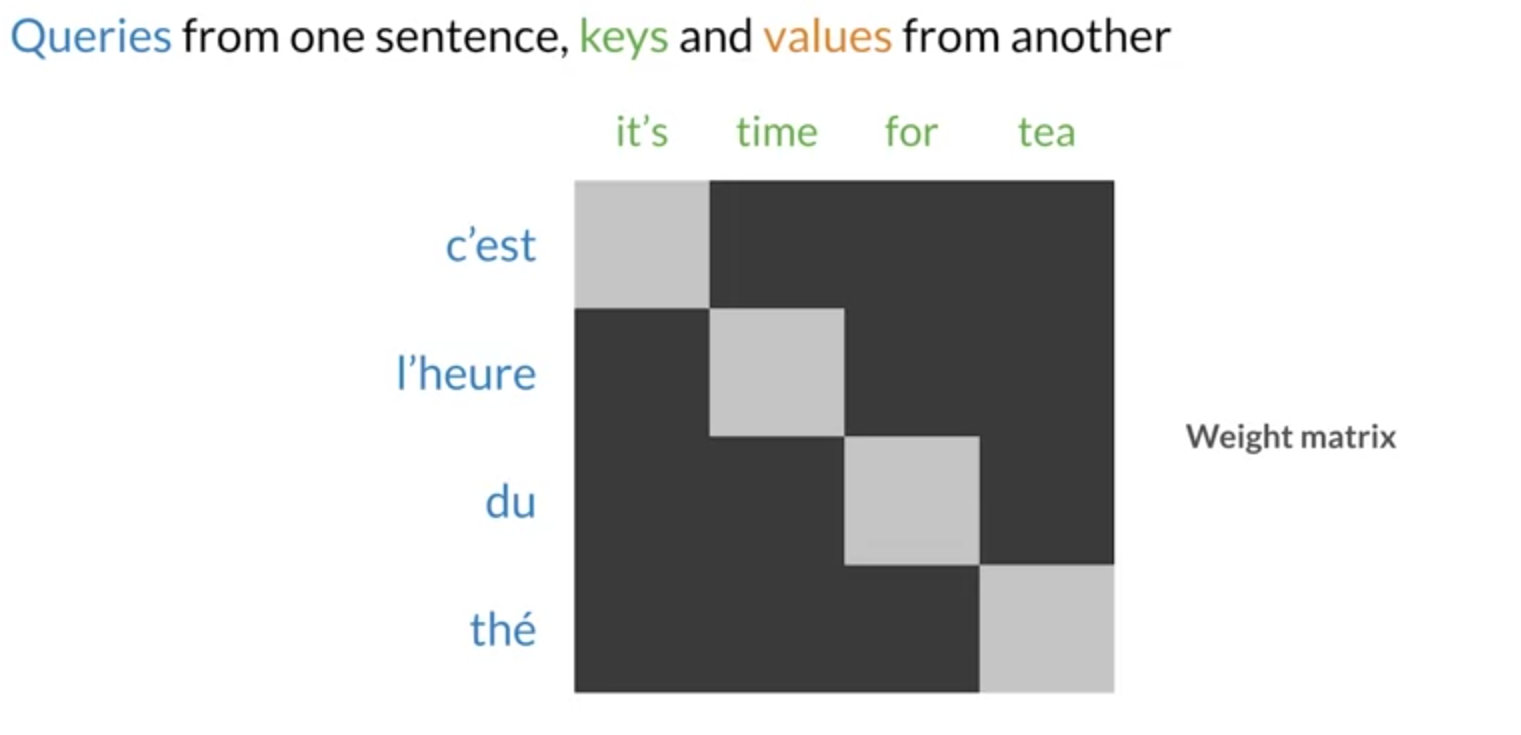 Queries from one sentence, keys and values from another
it’s time for tea
c’est
l’heure
Weight matrix
du
thé